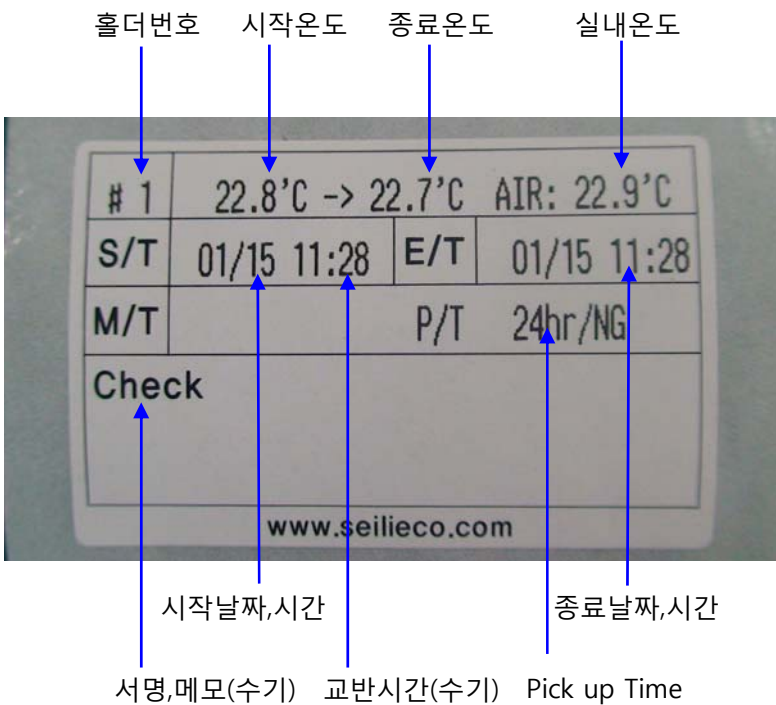 홀더번호 시작온도 종료온도 실내온도
# 1 22.8'C -> 22.7'C AIR: 22.9'C
S/T 01/15 11:28 E/T 01/15 11:28
M/T P/T 24hr/NG
Check
www.seilieco.com
시작날짜,시간 종료날짜,시간
서명,메모(수기) 교반시간(수기) Pick up Time